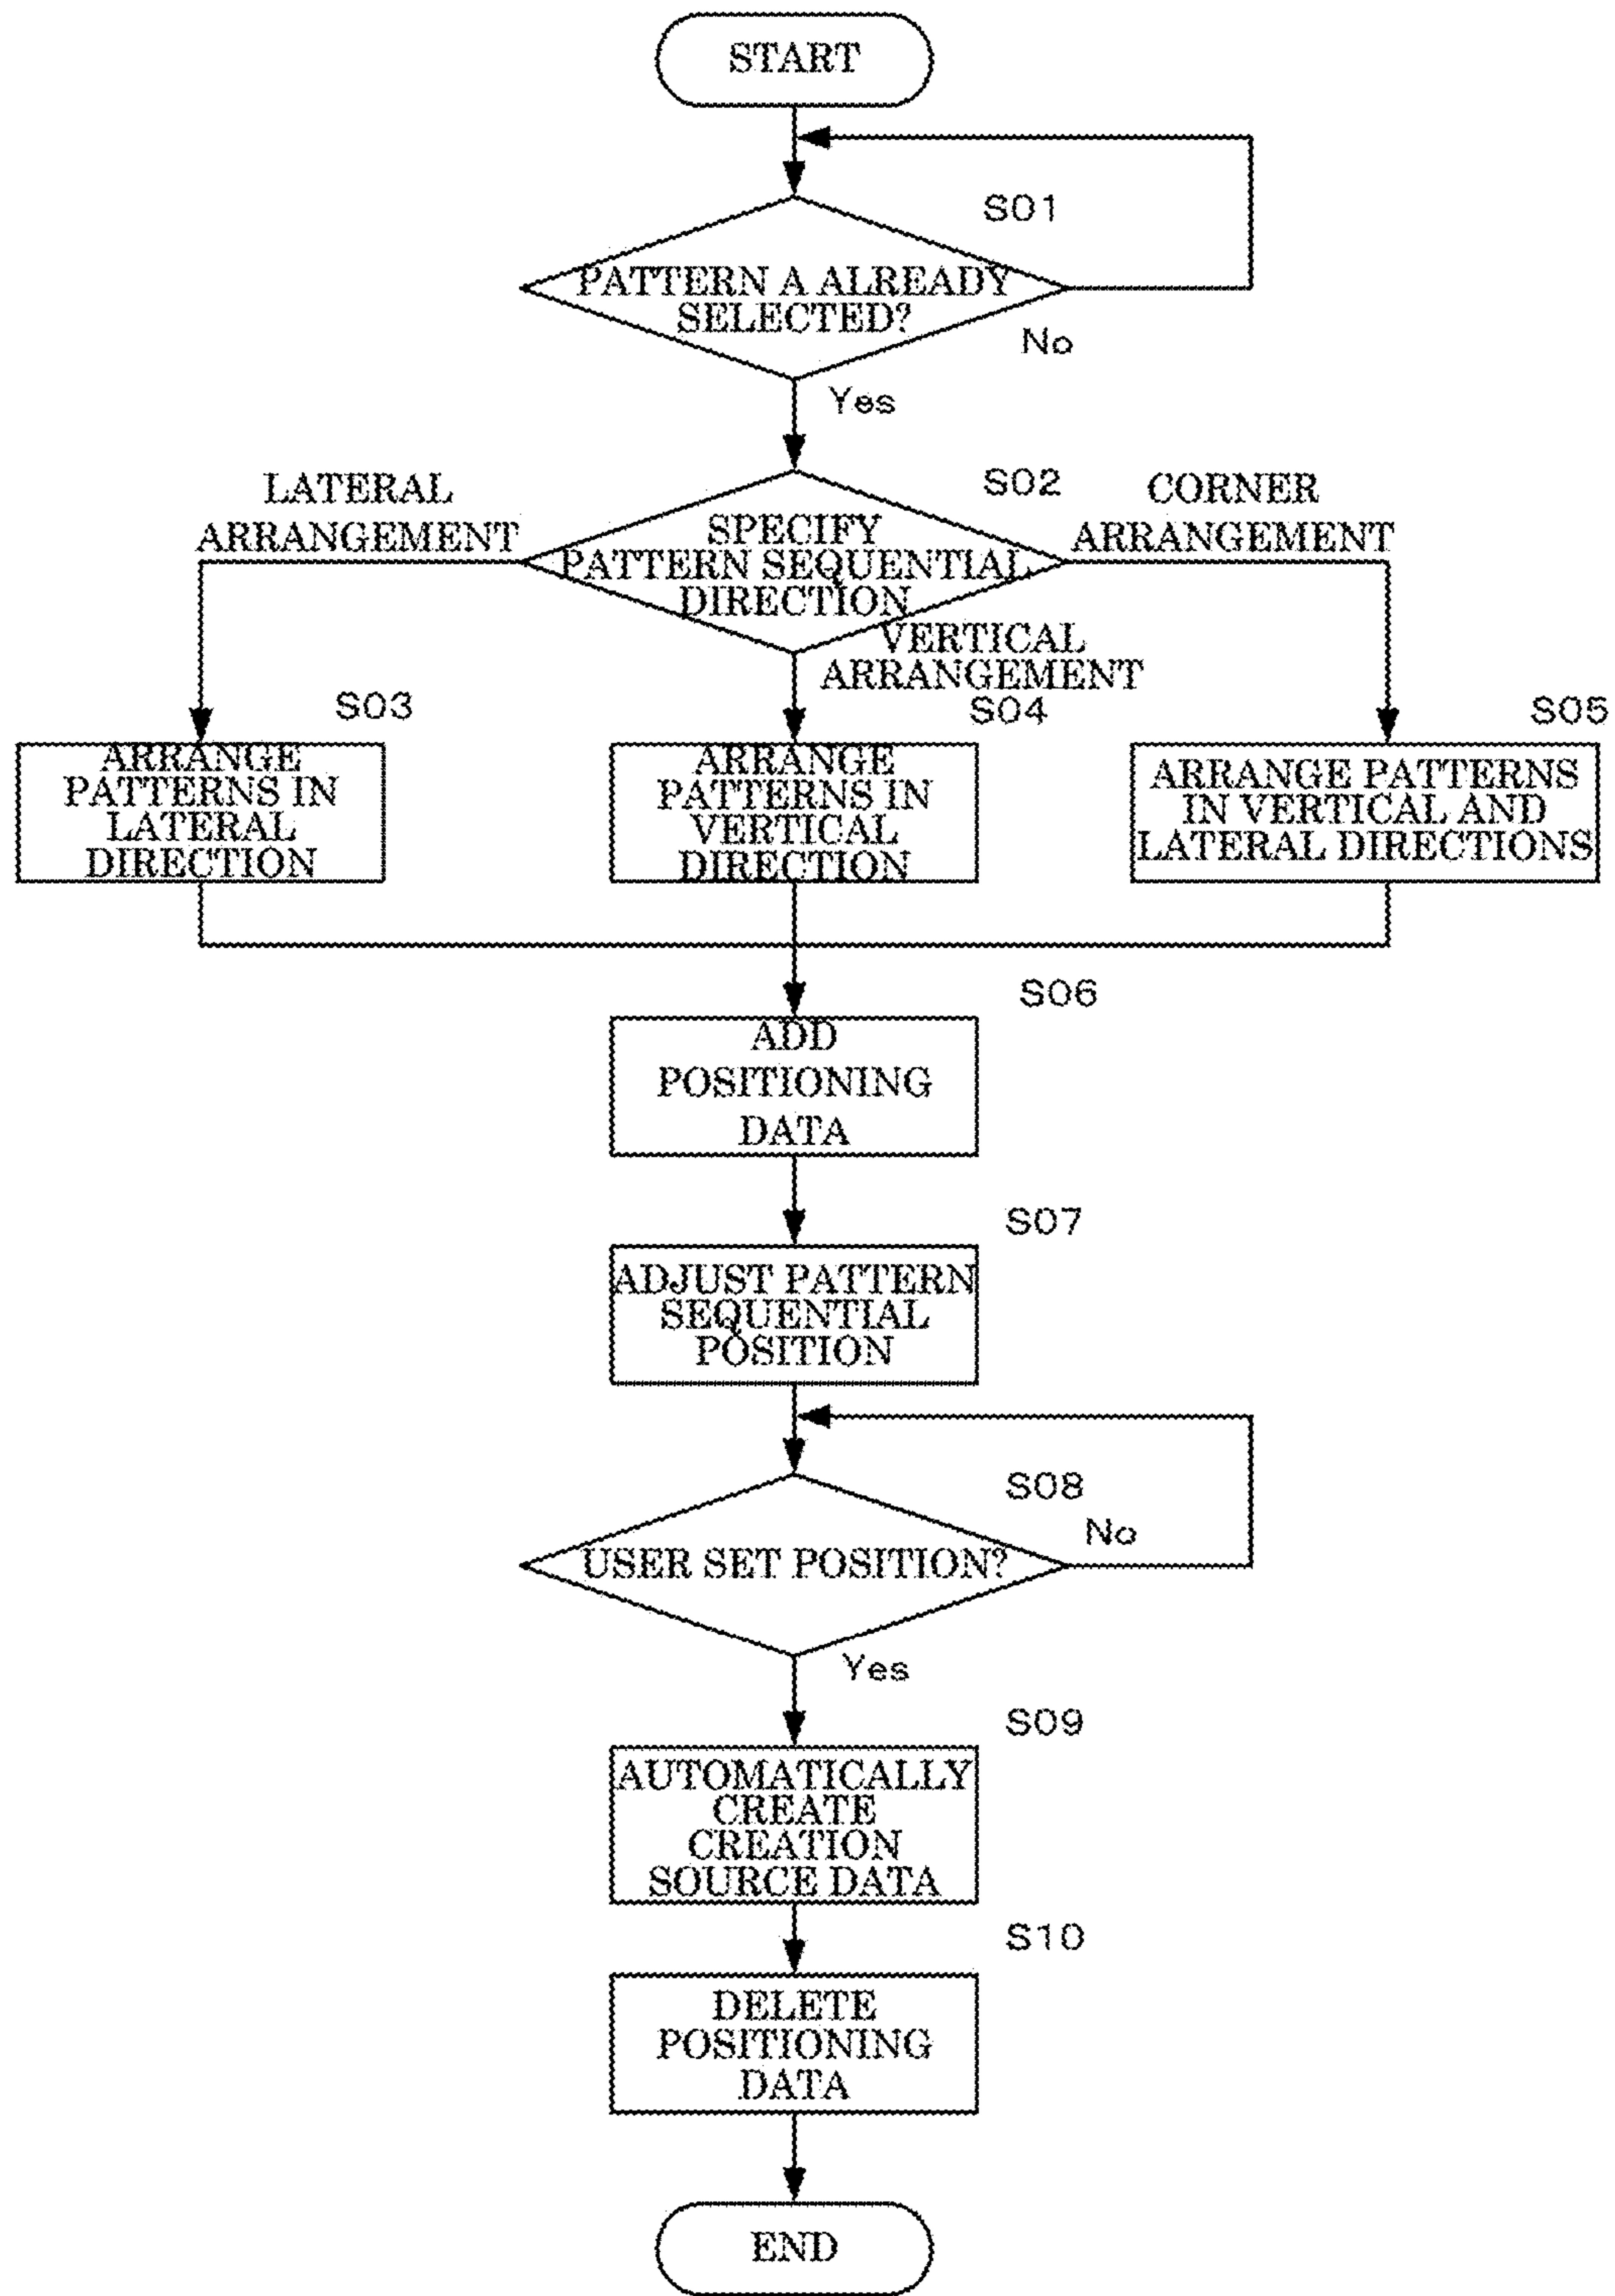 START
S01
PATTERN A ALREADY
SELECTED?
No
Yes
S02
LATERAL
ARRANGEMENT
CORNER
ARRANGEMENT
SPECIFY
PATTERN SEQUENTIAL
DIRECTION
VERTICAL
ARRANGEMENT
S03
S04
S05
ARRANGE
PATTERNS IN
LATERAL
DIRECTION
ARRANGE
PATTERNS IN
VERTICAL
DIRECTION
ARRANGE PATTERNS
IN VERTICAL AND
LATERAL DIRECTIONS
S06
ADD
POSITIONING
DATA
S07
ADJUST PATTERN
SEQUENTIAL
POSITION
S08
No
USER SET POSITION?
Yes
S09
AUTOMATICALLY
CREATE
CREATION
SOURCE DATA
S10
DELETE
POSITIONING
DATA
END